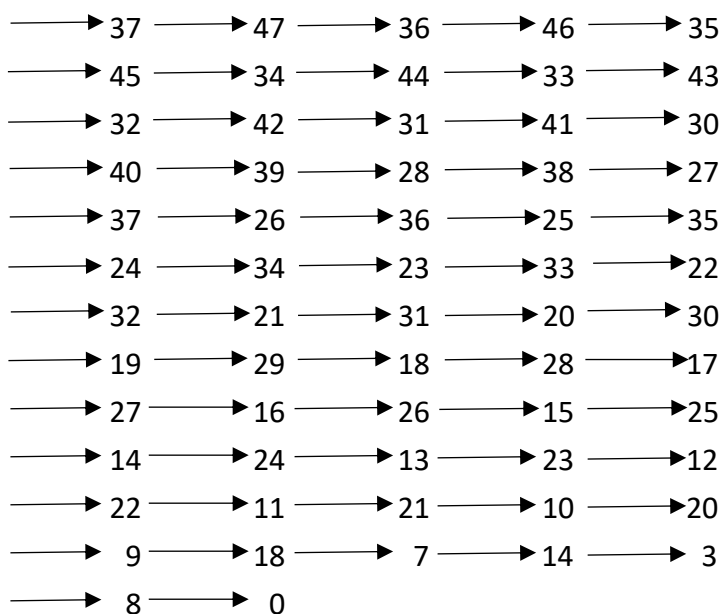 → 37 → 47 → 36 → 46 → 35
→ 45 → 34 → 44 → 33 → 43
→ 32 → 42 → 31 → 41 → 30
→ 40 → 39 → 28 → 38 → 27
→ 37 → 26 → 36 → 25 → 35
→ 24 → 34 → 23 → 33 → 22
→ 32 → 21 → 31 → 20 → 30
→ 19 → 29 → 18 → 28 → 17
→ 27 → 16 → 26 → 15 → 25
→ 14 → 24 → 13 → 23 → 12
→ 22 → 11 → 21 → 10 → 20
→ 9 → 18 → 7 → 14 → 3
→ 8 → 0